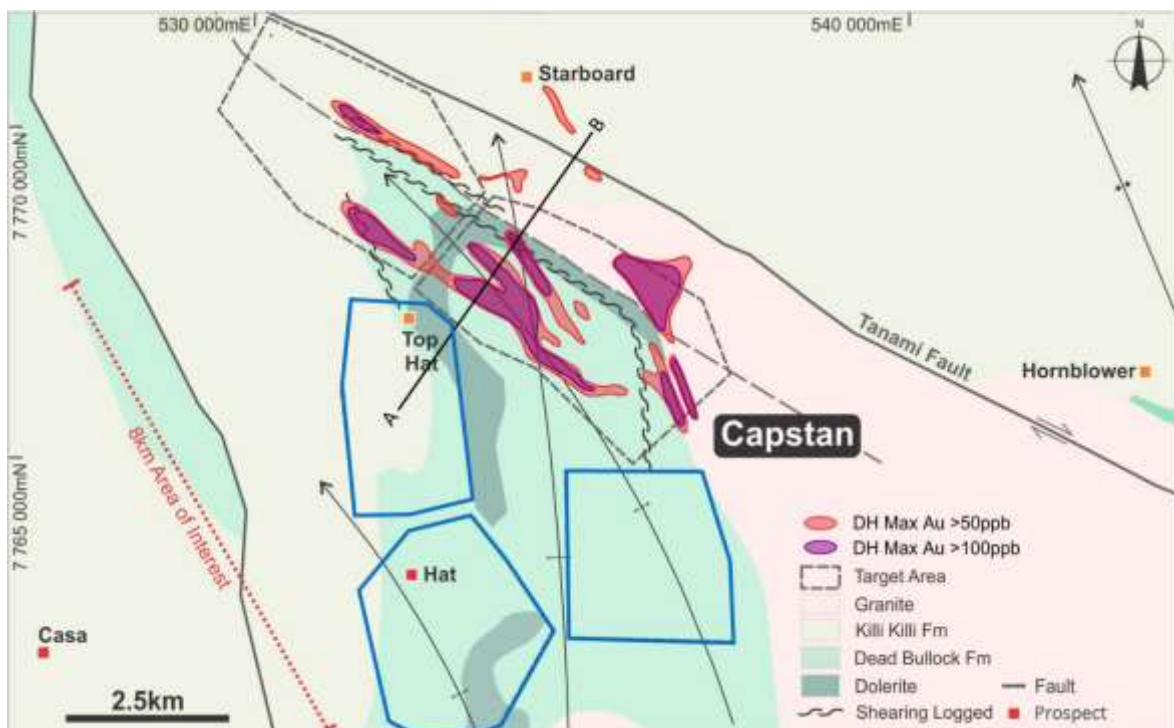 530 000mE
540 000mE
N
Starboard
B
7 770 000mN
Top
Hat
A
Tanami Fault
Hornblower
Capstan
8km Area of Interest
7 765 000mN
Hat
Casa
2.5km
DH Max Au >50ppb
DH Max Au >100ppb
Target Area
Granite
Killi Killi Fm
Dead Bullock Fm
Dolerite
Fault
Shearing Logged
Prospect